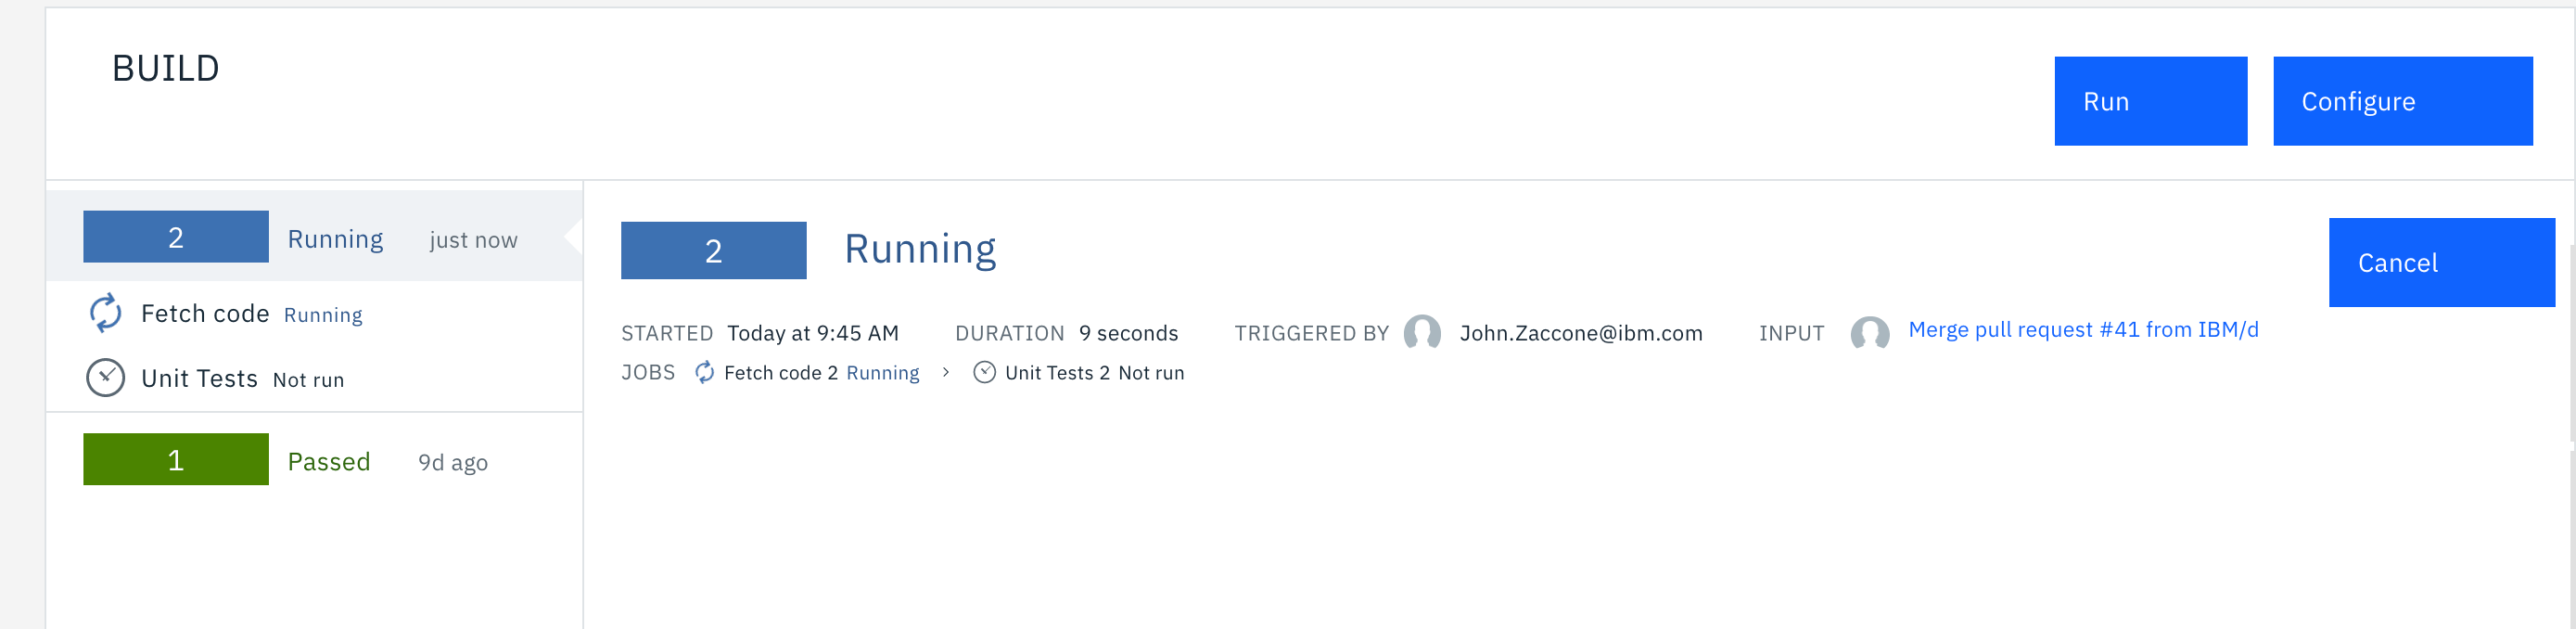 BUILD
Run
Configure
2 Running just now
Fetch code Running
Unit Tests Not run
1 Passed 9d ago
2 Running
Cancel
STARTED Today at 9:45 AM DURATION 9 seconds TRIGGERED BY John.Zaccone@ibm.com INPUT Merge pull request #41 from IBM/d
JOBS Fetch code 2 Running > Unit Tests 2 Not run